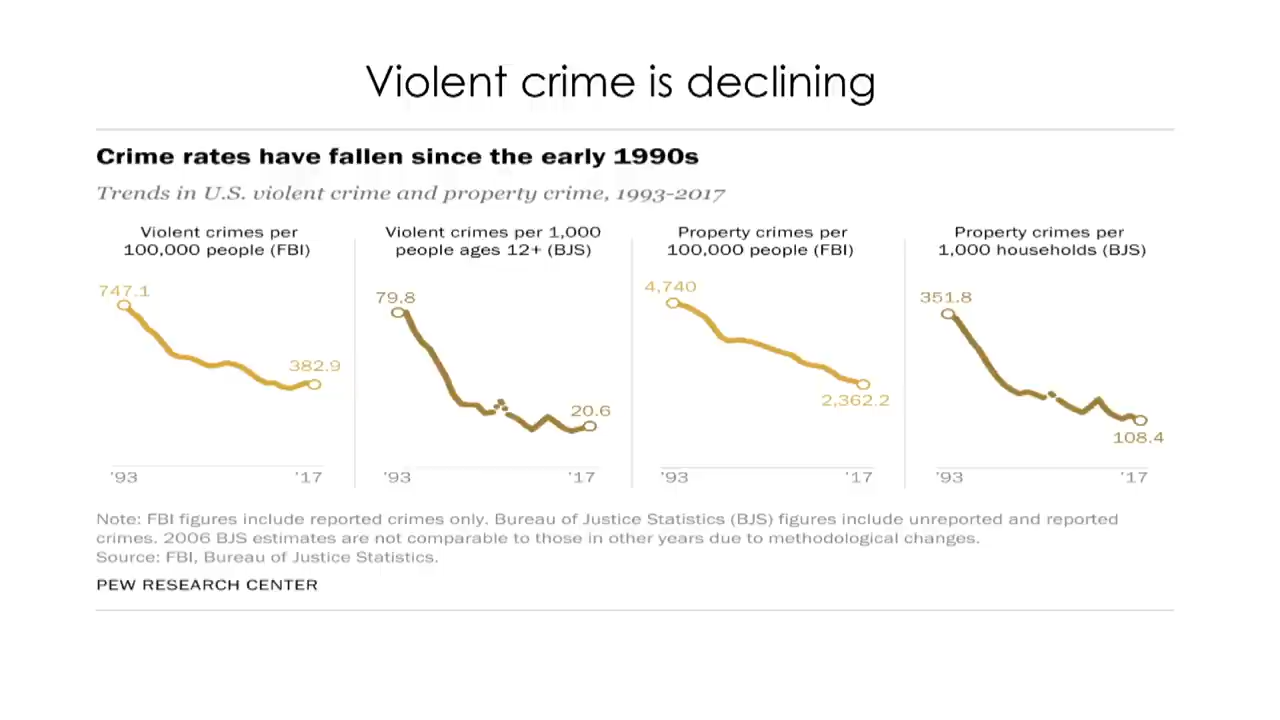 Violent crime is declining
Crime rates have fallen since the early 1990s
Trends in U.S. violent crime and property crime, 1993-2017
Violent crimes per
100,000 people (FBI)
747.1
382.9
'93
'17
Violent crimes per 1,000
people ages 12+ (BJS)
79.8
20.6
'93
'17
Property crimes per
100,000 people (FBI)
4,740
2,362.2
'93
'17
Property crimes per
1,000 households (BJS)
351.8
108.4
'93
'17
Note: FBI figures include reported crimes only. Bureau of Justice Statistics (BJS) figures include unreported and reported
crimes. 2006 BJS estimates are not comparable to those in other years due to methodological changes.
Source: FBI, Bureau of Justice Statistics.
PEW RESEARCH CENTER